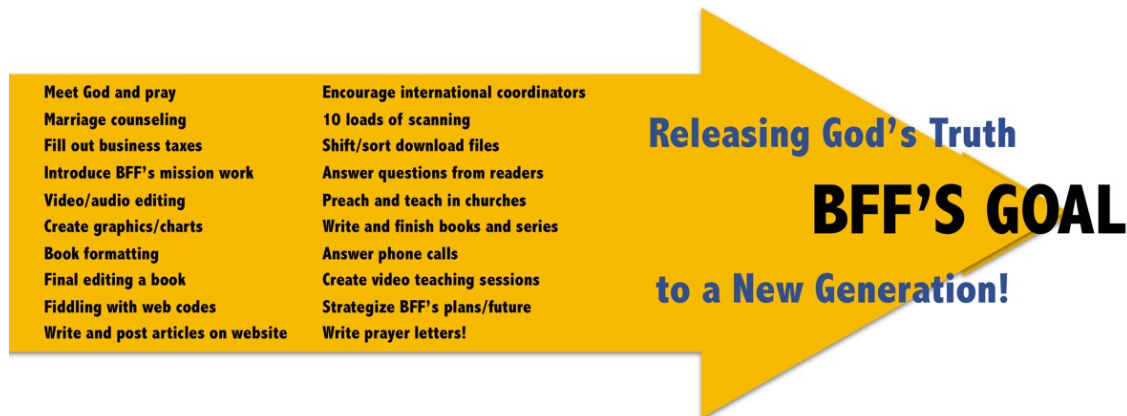 Meet God and pray
Marriage counseling
Fill out business taxes
Introduce BFF's mission work
Video/audio editing
Create graphics/charts
Book formatting
Final editing a book
Fiddling with web codes
Write and post articles on website
Encourage international coordinators
10 loads of scanning
Shift/sort download files
Answer questions from readers
Preach and teach in churches
Write and finish books and series
Answer phone calls
Create video teaching sessions
Strategize BFF's plans/future
Write prayer letters!
Releasing God's Truth
BFF'S GOAL
to a New Generation!